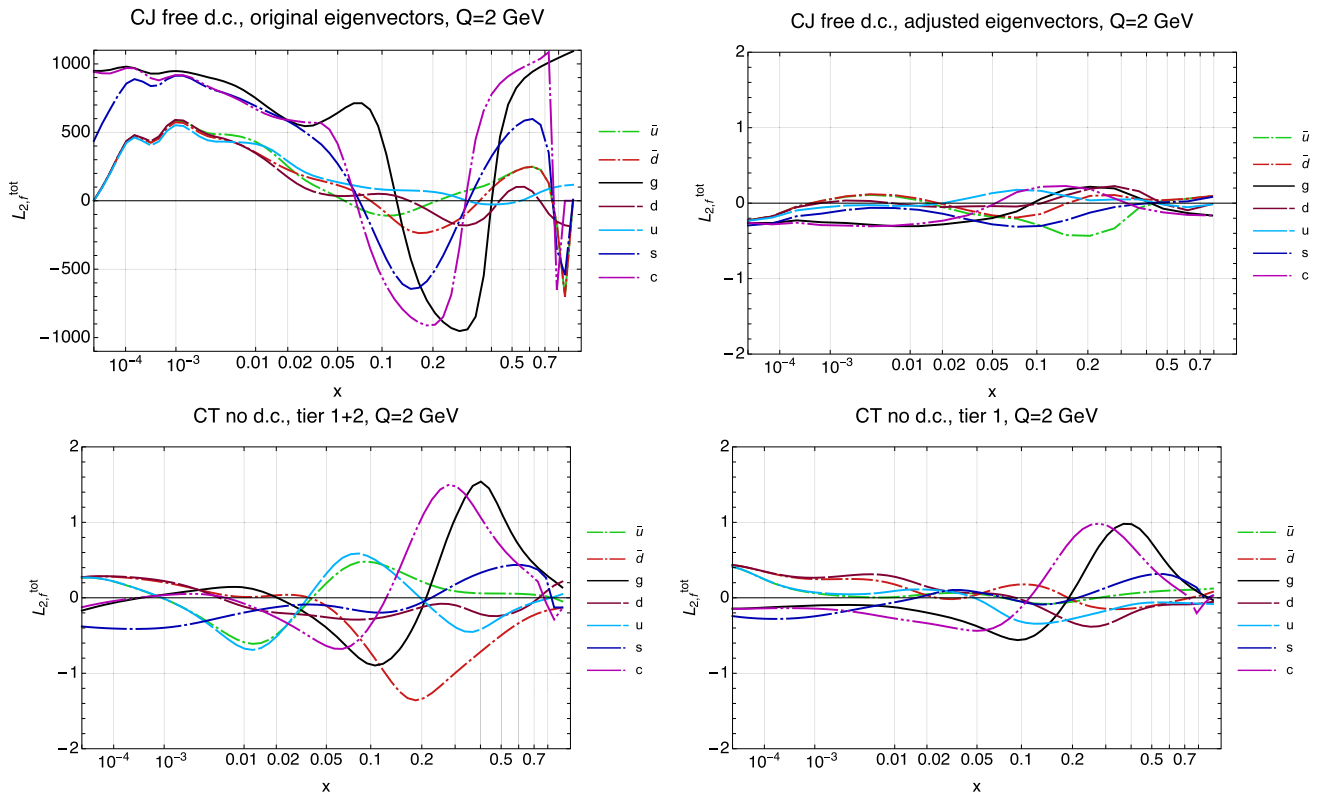 CJ free d.c., original eigenvectors, Q=2 GeV
1000
500
0
−500
−1000
L_{2,f}^{tot}
10⁻⁴ 10⁻³ 0.01 0.02 0.05 0.1 0.2 0.5 0.7
x
ū
d̄
g
d
u
s
c
CJ free d.c., adjusted eigenvectors, Q=2 GeV
2
1
0
−1
−2
10⁻⁴ 10⁻³ 0.01 0.02 0.05 0.1 0.2 0.5 0.7
x
ū
d̄
g
d
u
s
c
CT no d.c., tier 1+2, Q=2 GeV
2
1
0
−1
−2
L_{2,f}^{tot}
10⁻⁴ 10⁻³ 0.01 0.02 0.05 0.1 0.2 0.5 0.7
x
ū
d̄
g
d
u
s
c
CT no d.c., tier 1, Q=2 GeV
2
1
0
−1
−2
L_{2,f}^{tot}
10⁻⁴ 10⁻³ 0.01 0.02 0.05 0.1 0.2 0.5 0.7
x
ū
d̄
g
d
u
s
c